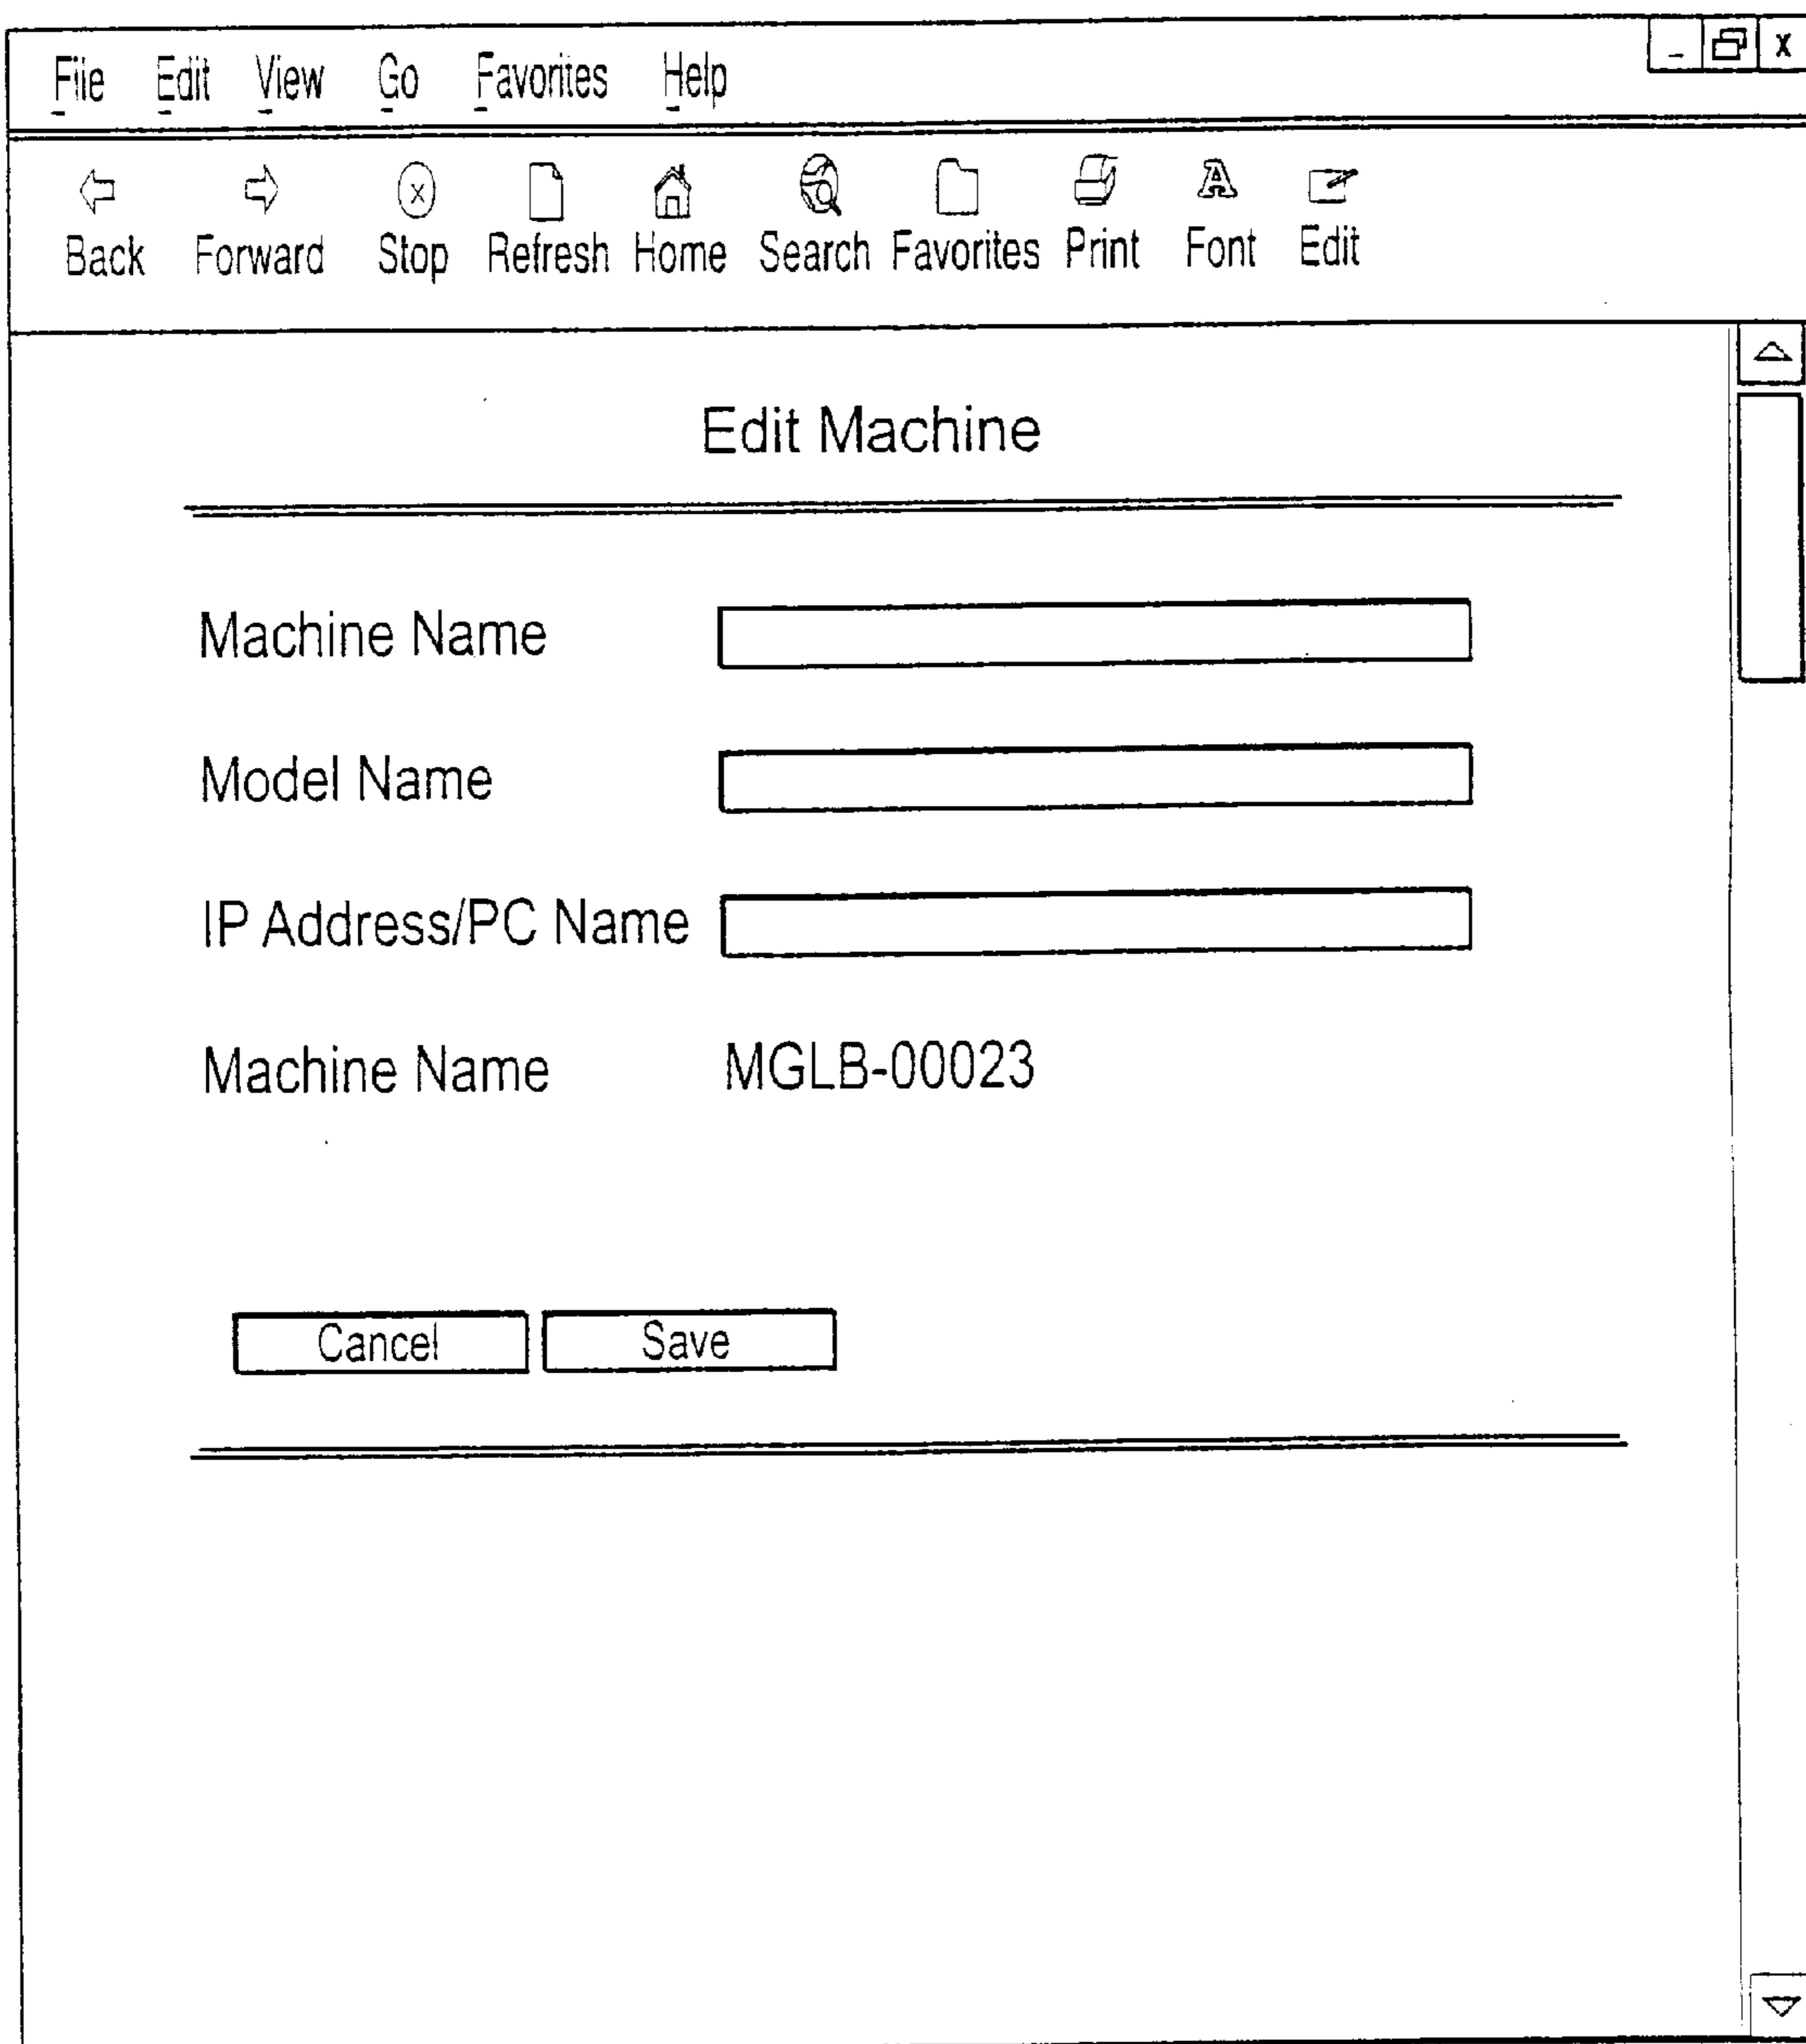 File Edit View Go Favorites Help
x
Back Forward Stop Refresh Home Search Favorites Print Font Edit
Edit Machine
Machine Name
Model Name
IP Address/PC Name
Machine Name MGLB-00023
Cancel Save